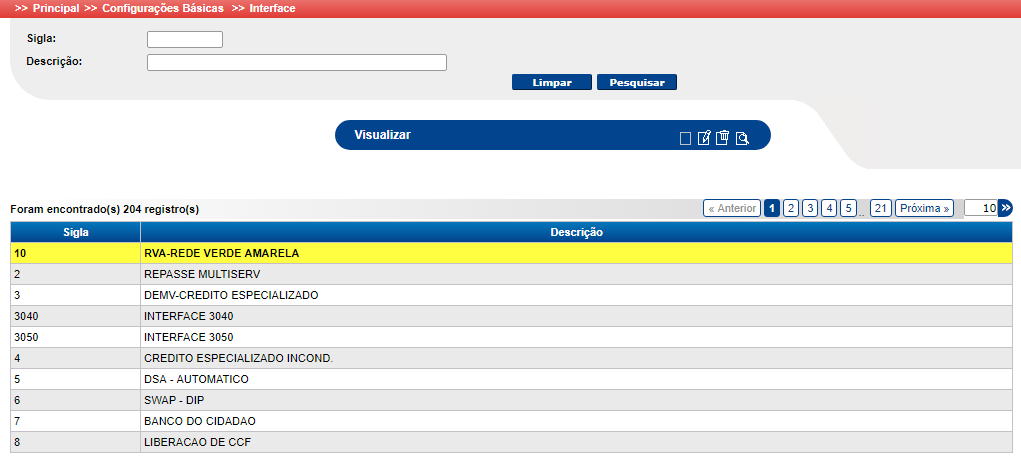 >> Principal >> Configurações Básicas >> Interface
Sigla:
Descrição:
Limpar Pesquisar
Visualizar
Foram encontrado(s) 204 registro(s) « Anterior 1 2 3 4 5 .. 21 Próxima » 10 »
Sigla Descrição
10 RVA-REDE VERDE AMARELA
2 REPASSE MULTISERV
3 DEMV-CREDITO ESPECIALIZADO
3040 INTERFACE 3040
3050 INTERFACE 3050
4 CREDITO ESPECIALIZADO INCOND.
5 DSA - AUTOMATICO
6 SWAP - DIP
7 BANCO DO CIDADAO
8 LIBERACAO DE CCF